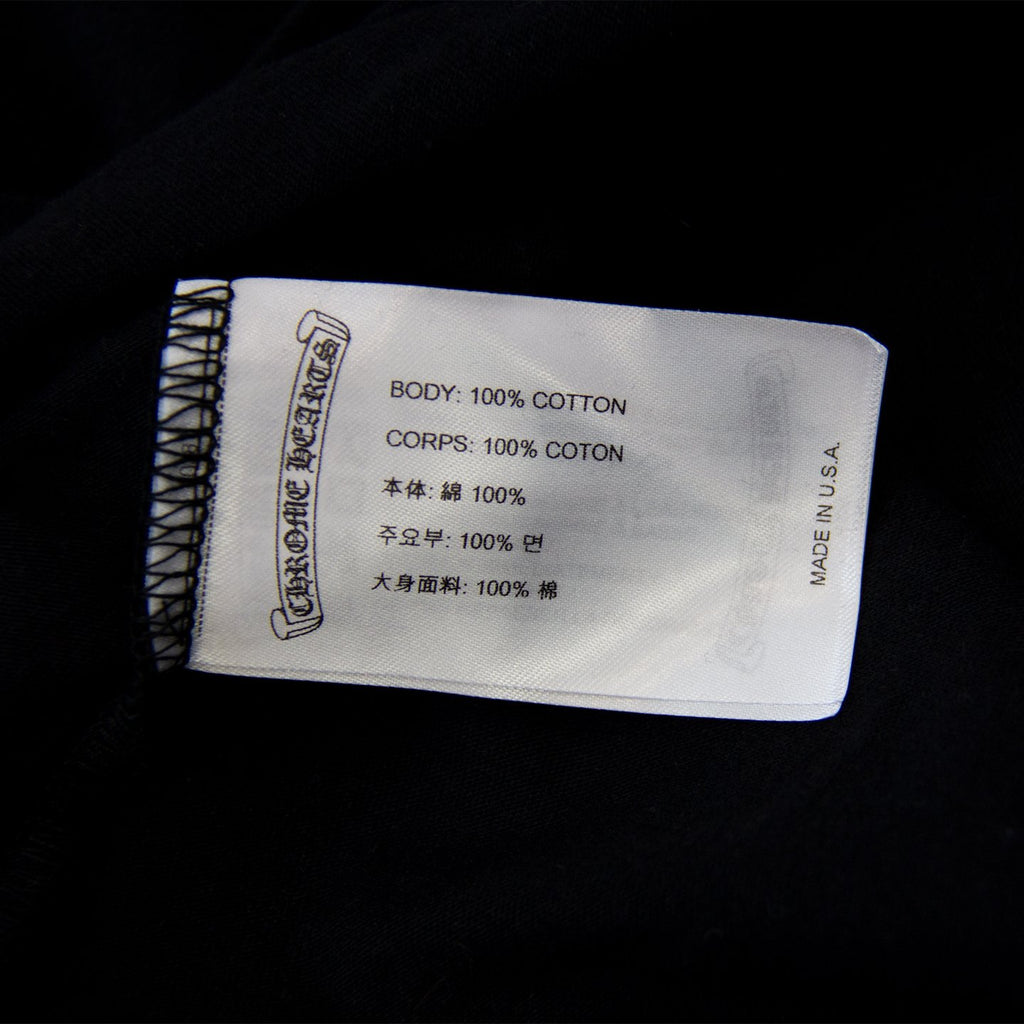 CHROME HEARTS
BODY: 100% COTTON
CORPS: 100% COTON
本体: 綿 100%
주요부: 100% 면
大身面料: 100% 棉
MADE IN U.S.A.